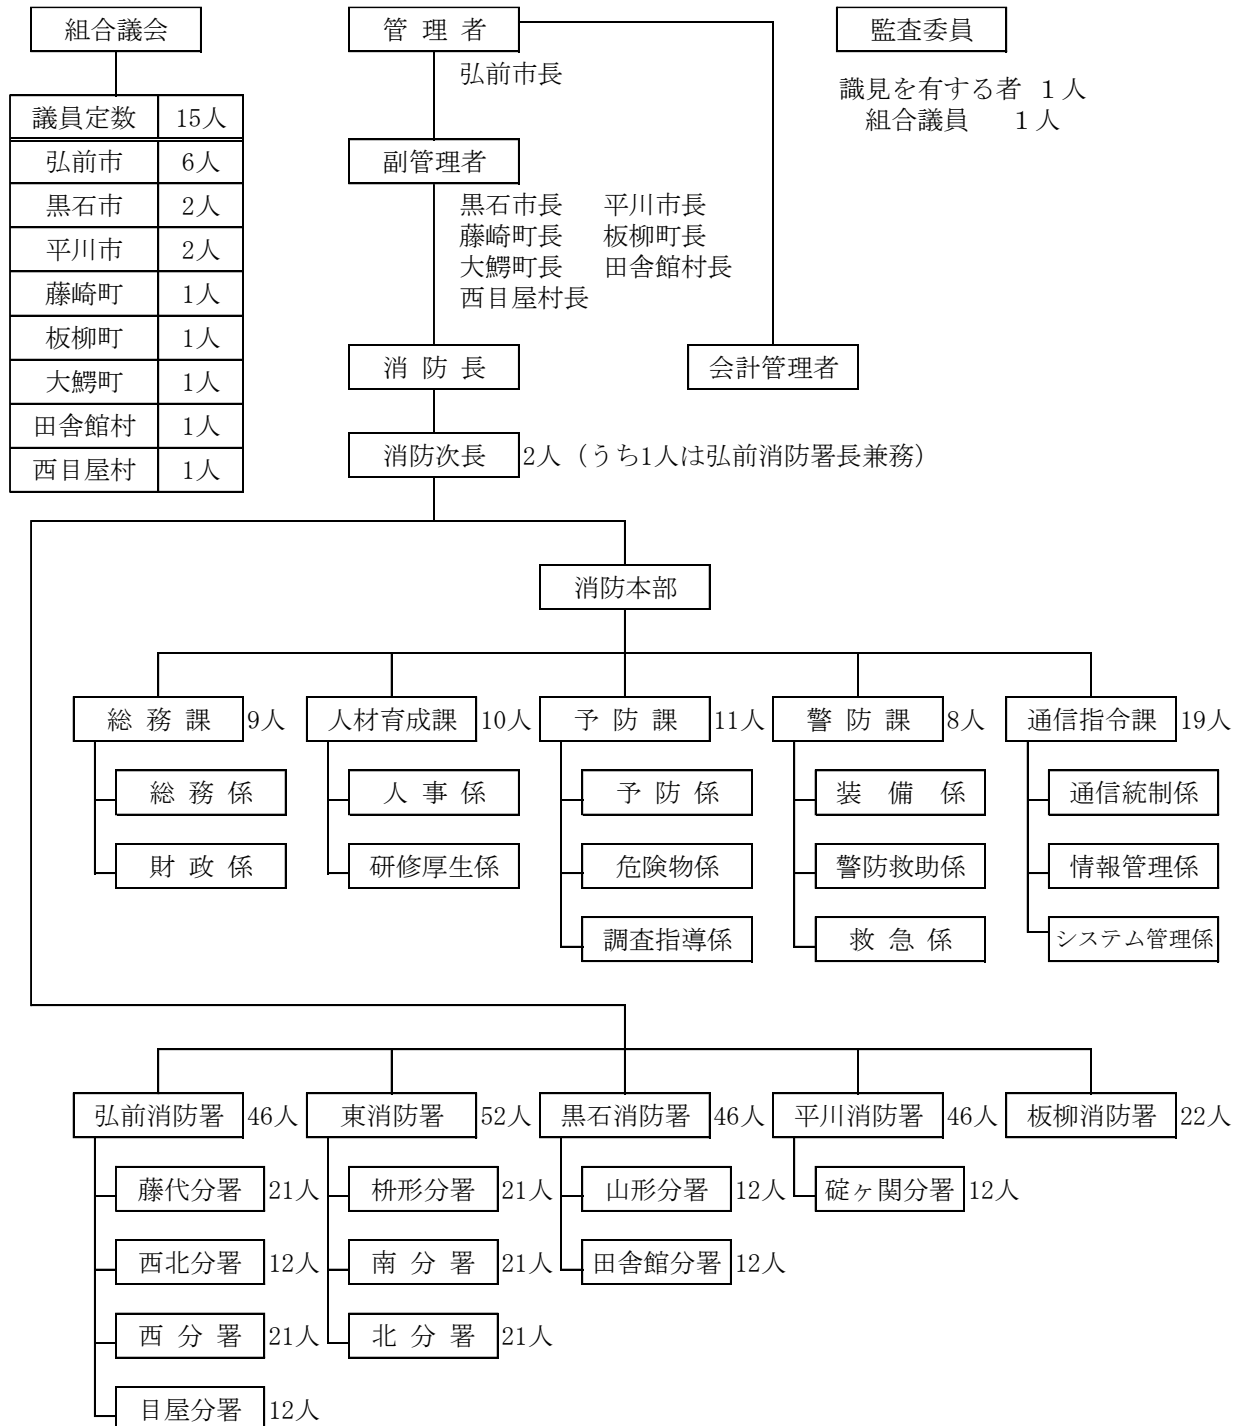 組合議会
議員定数 15人
弘前市 6人
黒石市 2人
平川市 2人
藤崎町 1人
板柳町 1人
大鰐町 1人
田舎館村 1人
西目屋村 1人
管理者
弘前市長
副管理者
黒石市長 平川市長
藤崎町長 板柳町長
大鰐町長 田舎館村長
西目屋村長
監査委員
識見を有する者 1人
組合議員 1人
消防長
会計管理者
消防次長 2人（うち1人は弘前消防署長兼務）
消防本部
総務課 9人
総務係
財政係
人材育成課 10人
人事係
研修厚生係
予防課 11人
予防係
危険物係
調査指導係
警防課 8人
装備係
警防救助係
救急係
通信指令課 19人
通信統制係
情報管理係
システム管理係
弘前消防署 46人
藤代分署 21人
西北分署 12人
西分署 21人
目屋分署 12人
東消防署 52人
枡形分署 21人
南分署 21人
北分署 21人
黒石消防署 46人
山形分署 12人
田舎館分署 12人
平川消防署 46人
碇ヶ関分署 12人
板柳消防署 22人